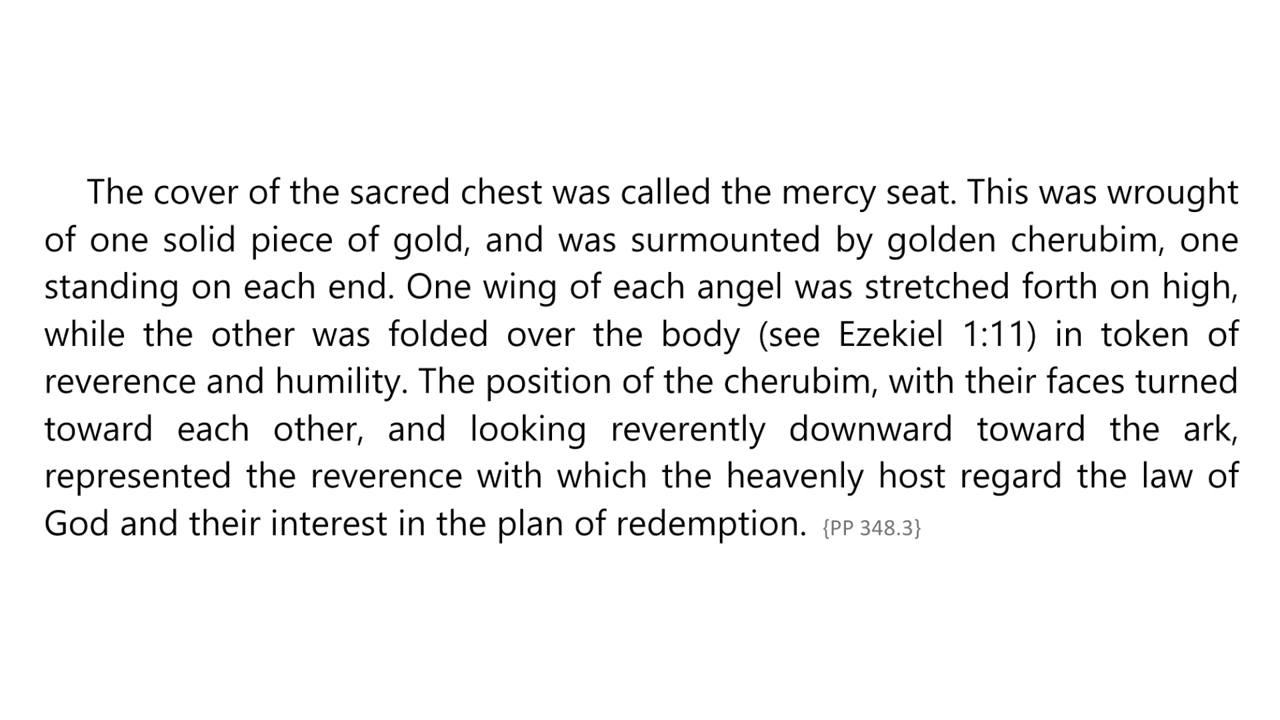 The cover of the sacred chest was called the mercy seat. This was wrought
of one solid piece of gold, and was surmounted by golden cherubim, one
standing on each end. One wing of each angel was stretched forth on high,
while the other was folded over the body (see Ezekiel 1:11) in token of
reverence and humility. The position of the cherubim, with their faces turned
toward each other, and looking reverently downward toward the ark,
represented the reverence with which the heavenly host regard the law of
God and their interest in the plan of redemption. {PP 348.3}